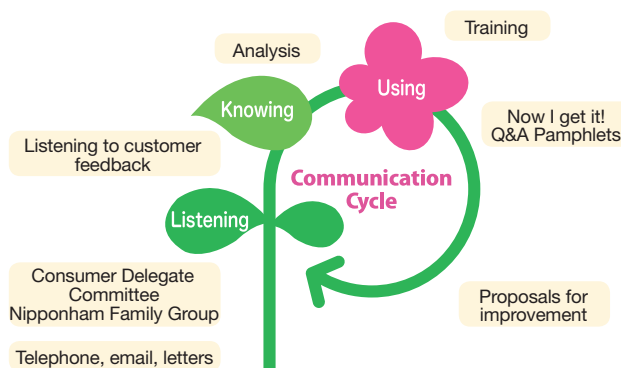 Training
Analysis
Using
Knowing
Now I get it!
Q&A Pamphlets
Listening to customer
feedback
Communication
Cycle
Listening
Consumer Delegate
Committee
Nipponham Family Group
Proposals for
improvement
Telephone, email, letters